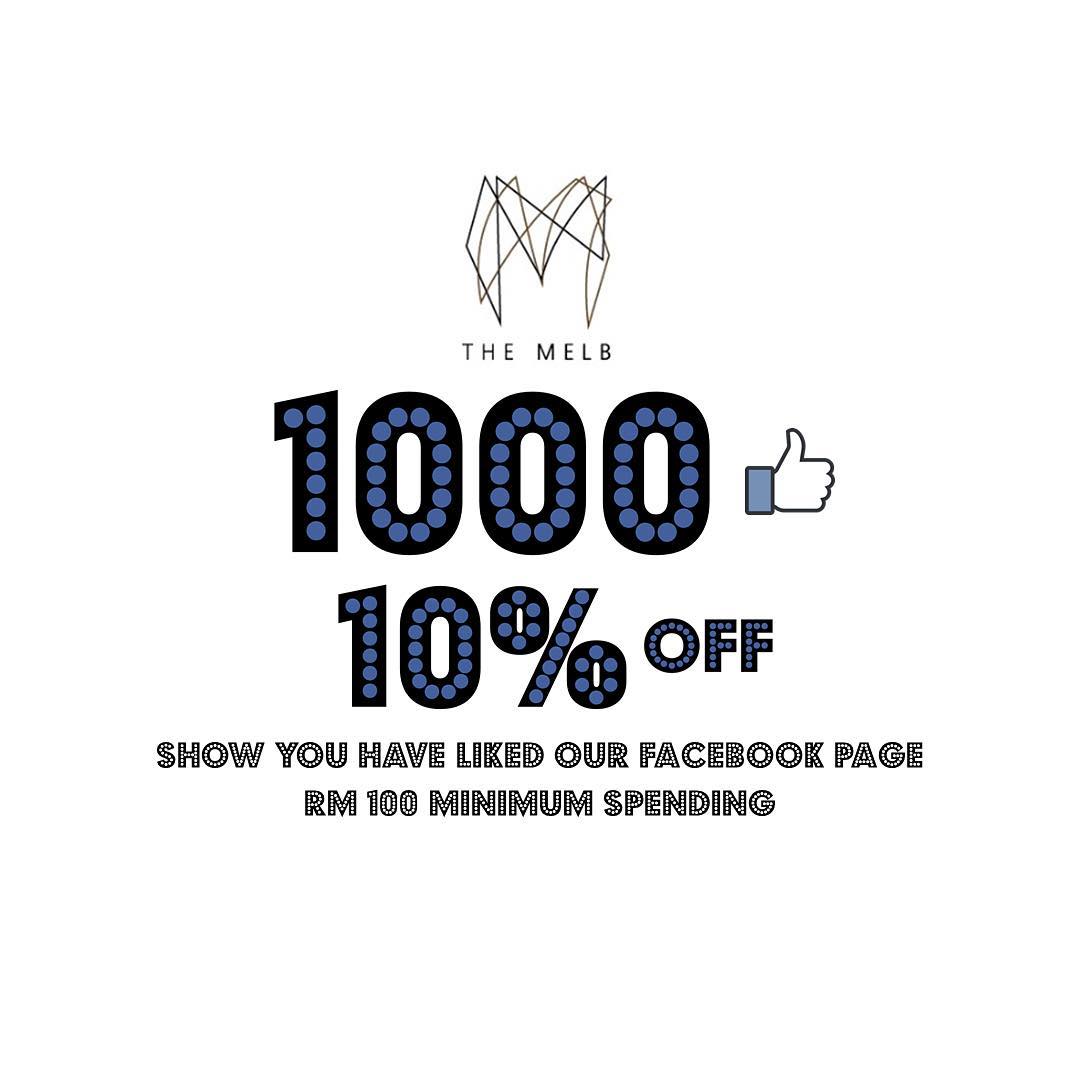 THE MELB
1000
10% OFF
SHOW YOU HAVE LIKED OUR FACEBOOK PAGE
RM 100 MINIMUM SPENDING